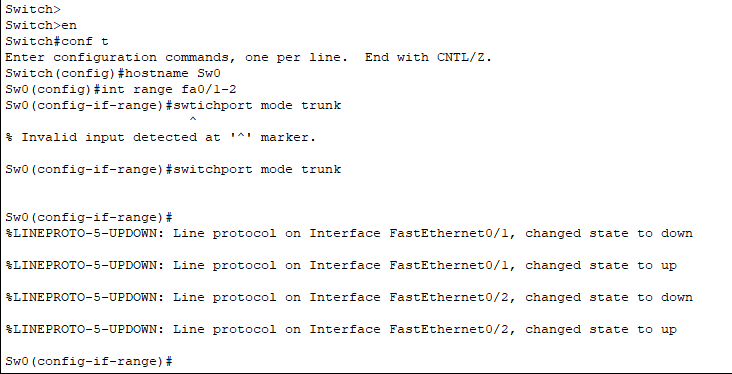 Switch>
Switch>en
Switch#conf t
Enter configuration commands, one per line.  End with CNTL/Z.
Switch(config)#hostname Sw0
Sw0(config)#int range fa0/1-2
Sw0(config-if-range)#swtichport mode trunk
                       ^
% Invalid input detected at '^' marker.

Sw0(config-if-range)#switchport mode trunk


Sw0(config-if-range)#
%LINEPROTO-5-UPDOWN: Line protocol on Interface FastEthernet0/1, changed state to down

%LINEPROTO-5-UPDOWN: Line protocol on Interface FastEthernet0/1, changed state to up

%LINEPROTO-5-UPDOWN: Line protocol on Interface FastEthernet0/2, changed state to down

%LINEPROTO-5-UPDOWN: Line protocol on Interface FastEthernet0/2, changed state to up

Sw0(config-if-range)#